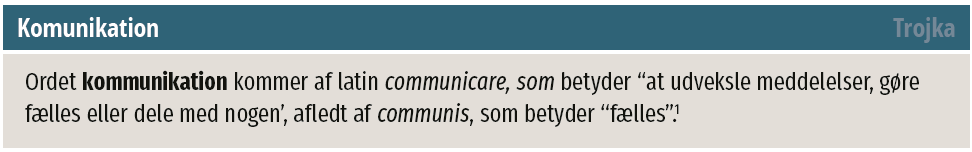 Komunikation Trojka
Ordet kommunikation kommer af latin communicare, som betyder “at udveksle meddelelser, gøre
fælles eller dele med nogen’, afledt af communis, som betyder “fælles”.¹